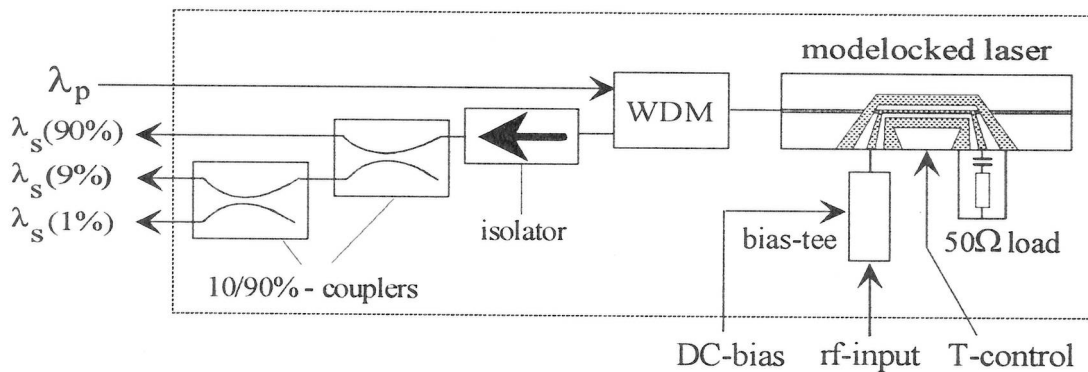 modelocked laser
λp
WDM
λs(90%)
λs(9%)
λs(1%)
isolator
bias-tee
50Ω load
10/90% - couplers
DC-bias
rf-input
T-control